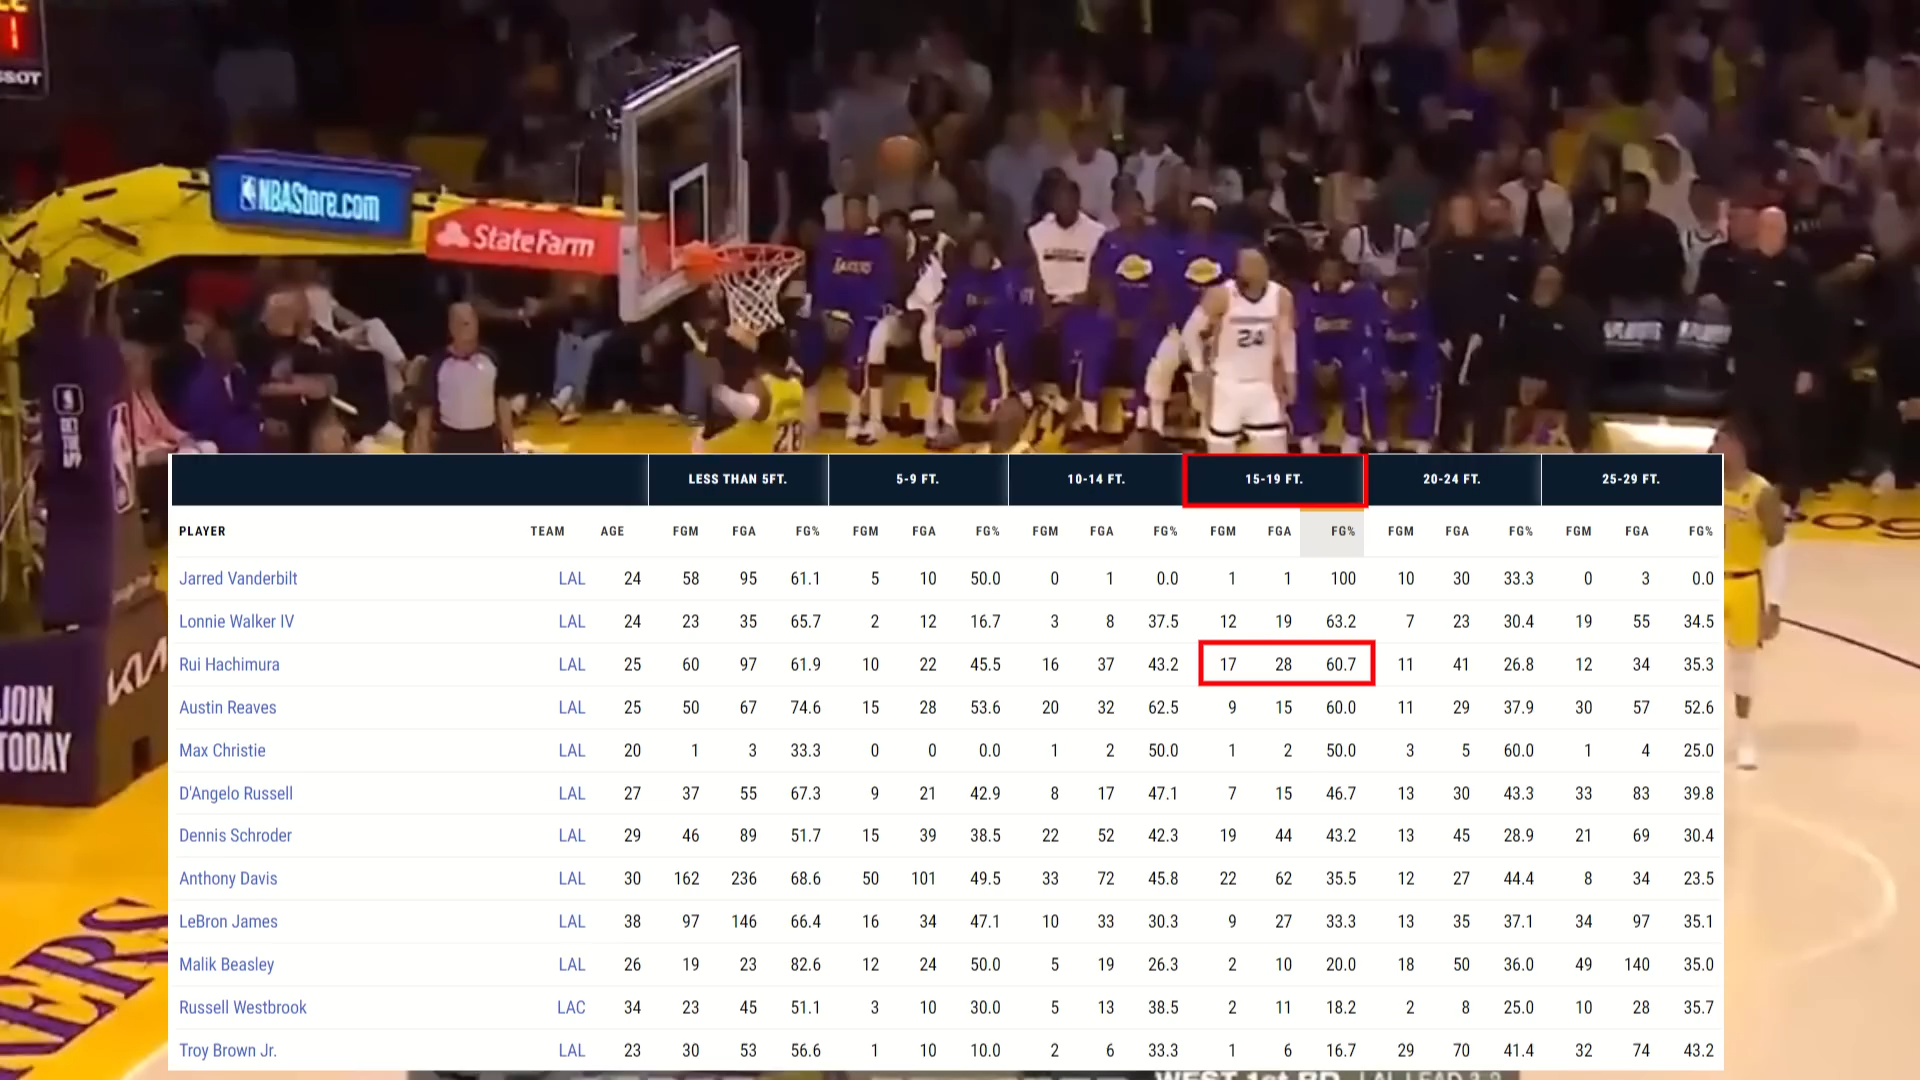 1
SSOT
NBAStore.com
StateFarm
LAKERS
24
28
GET THE APP
KIA
JOIN
TODAY
LAKERS
LESS THAN 5FT. 5-9 FT. 10-14 FT. 15-19 FT. 20-24 FT. 25-29 FT.
PLAYER TEAM AGE FGM FGA FG% FGM FGA FG% FGM FGA FG% FGM FGA FG% FGM FGA FG% FGM FGA FG%
Jarred Vanderbilt LAL 24 58 95 61.1 5 10 50.0 0 1 0.0 1 1 100 10 30 33.3 0 3 0.0
Lonnie Walker IV LAL 24 23 35 65.7 2 12 16.7 3 8 37.5 12 19 63.2 7 23 30.4 19 55 34.5
Rui Hachimura LAL 25 60 97 61.9 10 22 45.5 16 37 43.2 17 28 60.7 11 41 26.8 12 34 35.3
Austin Reaves LAL 25 50 67 74.6 15 28 53.6 20 32 62.5 9 15 60.0 11 29 37.9 30 57 52.6
Max Christie LAL 20 1 3 33.3 0 0 0.0 1 2 50.0 1 2 50.0 3 5 60.0 1 4 25.0
D'Angelo Russell LAL 27 37 55 67.3 9 21 42.9 8 17 47.1 7 15 46.7 13 30 43.3 33 83 39.8
Dennis Schroder LAL 29 46 89 51.7 15 39 38.5 22 52 42.3 19 44 43.2 13 45 28.9 21 69 30.4
Anthony Davis LAL 30 162 236 68.6 50 101 49.5 33 72 45.8 22 62 35.5 12 27 44.4 8 34 23.5
LeBron James LAL 38 97 146 66.4 16 34 47.1 10 33 30.3 9 27 33.3 13 35 37.1 34 97 35.1
Malik Beasley LAL 26 19 23 82.6 12 24 50.0 5 19 26.3 2 10 20.0 18 50 36.0 49 140 35.0
Russell Westbrook LAC 34 23 45 51.1 3 10 30.0 5 13 38.5 2 11 18.2 2 8 25.0 10 28 35.7
Troy Brown Jr. LAL 23 30 53 56.6 1 10 10.0 2 6 33.3 1 6 16.7 29 70 41.4 32 74 43.2
WEST 1st RD LAL LEAD 3-2